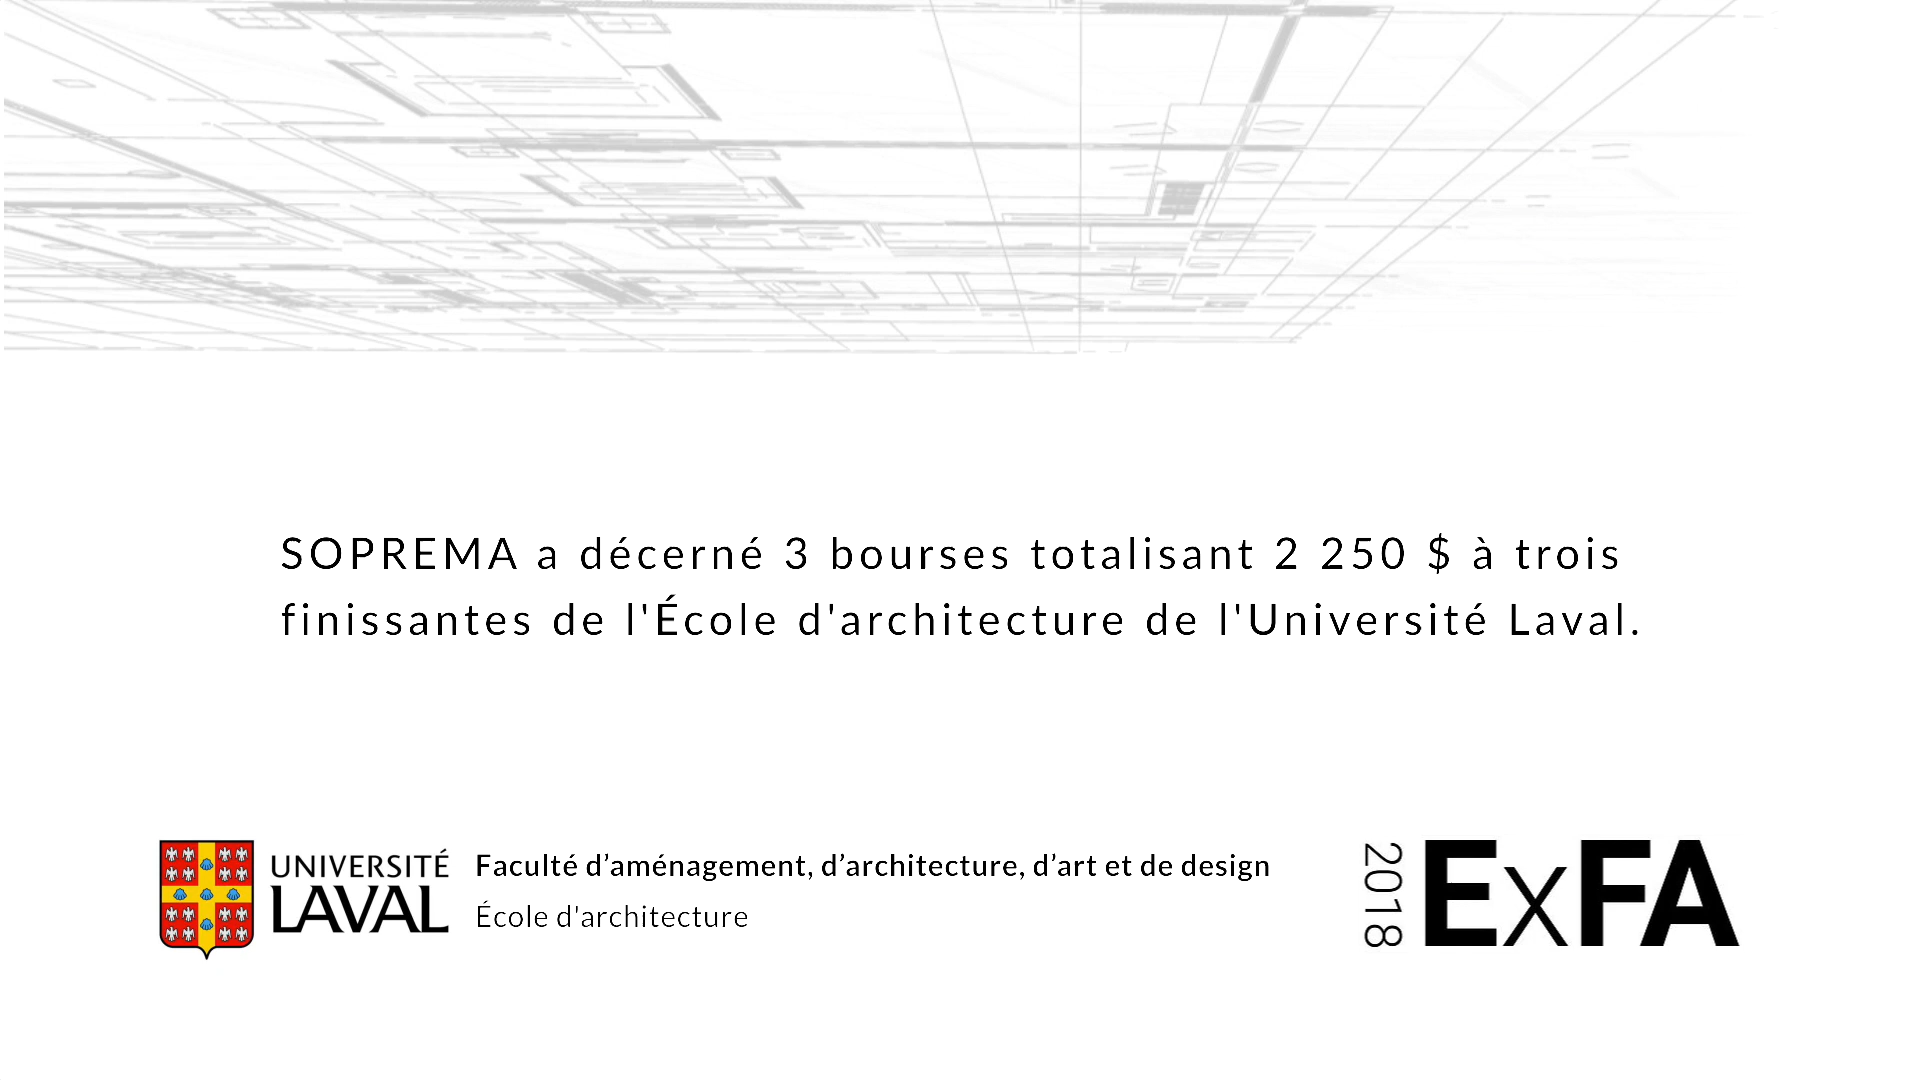 SOPREMA a décerné 3 bourses totalisant 2 250 $ à trois
finissantes de l'École d'architecture de l'Université Laval.
UNIVERSITÉ
LAVAL
Faculté d’aménagement, d’architecture, d’art et de design
École d'architecture
2018
ExFA